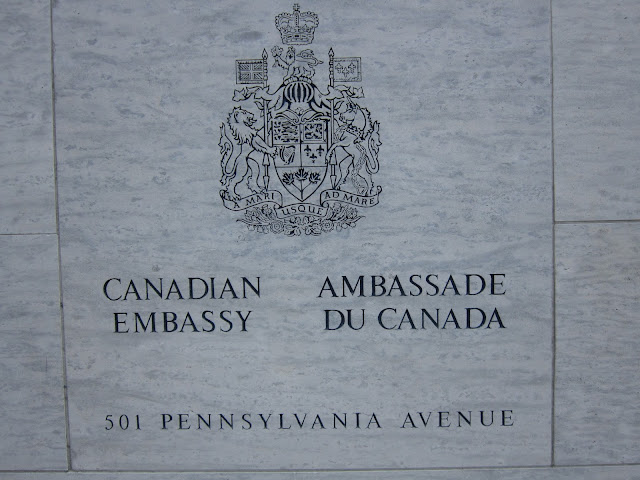 A MARI USQUE AD MARE
CANADIAN EMBASSY
AMBASSADE DU CANADA
501 PENNSYLVANIA AVENUE